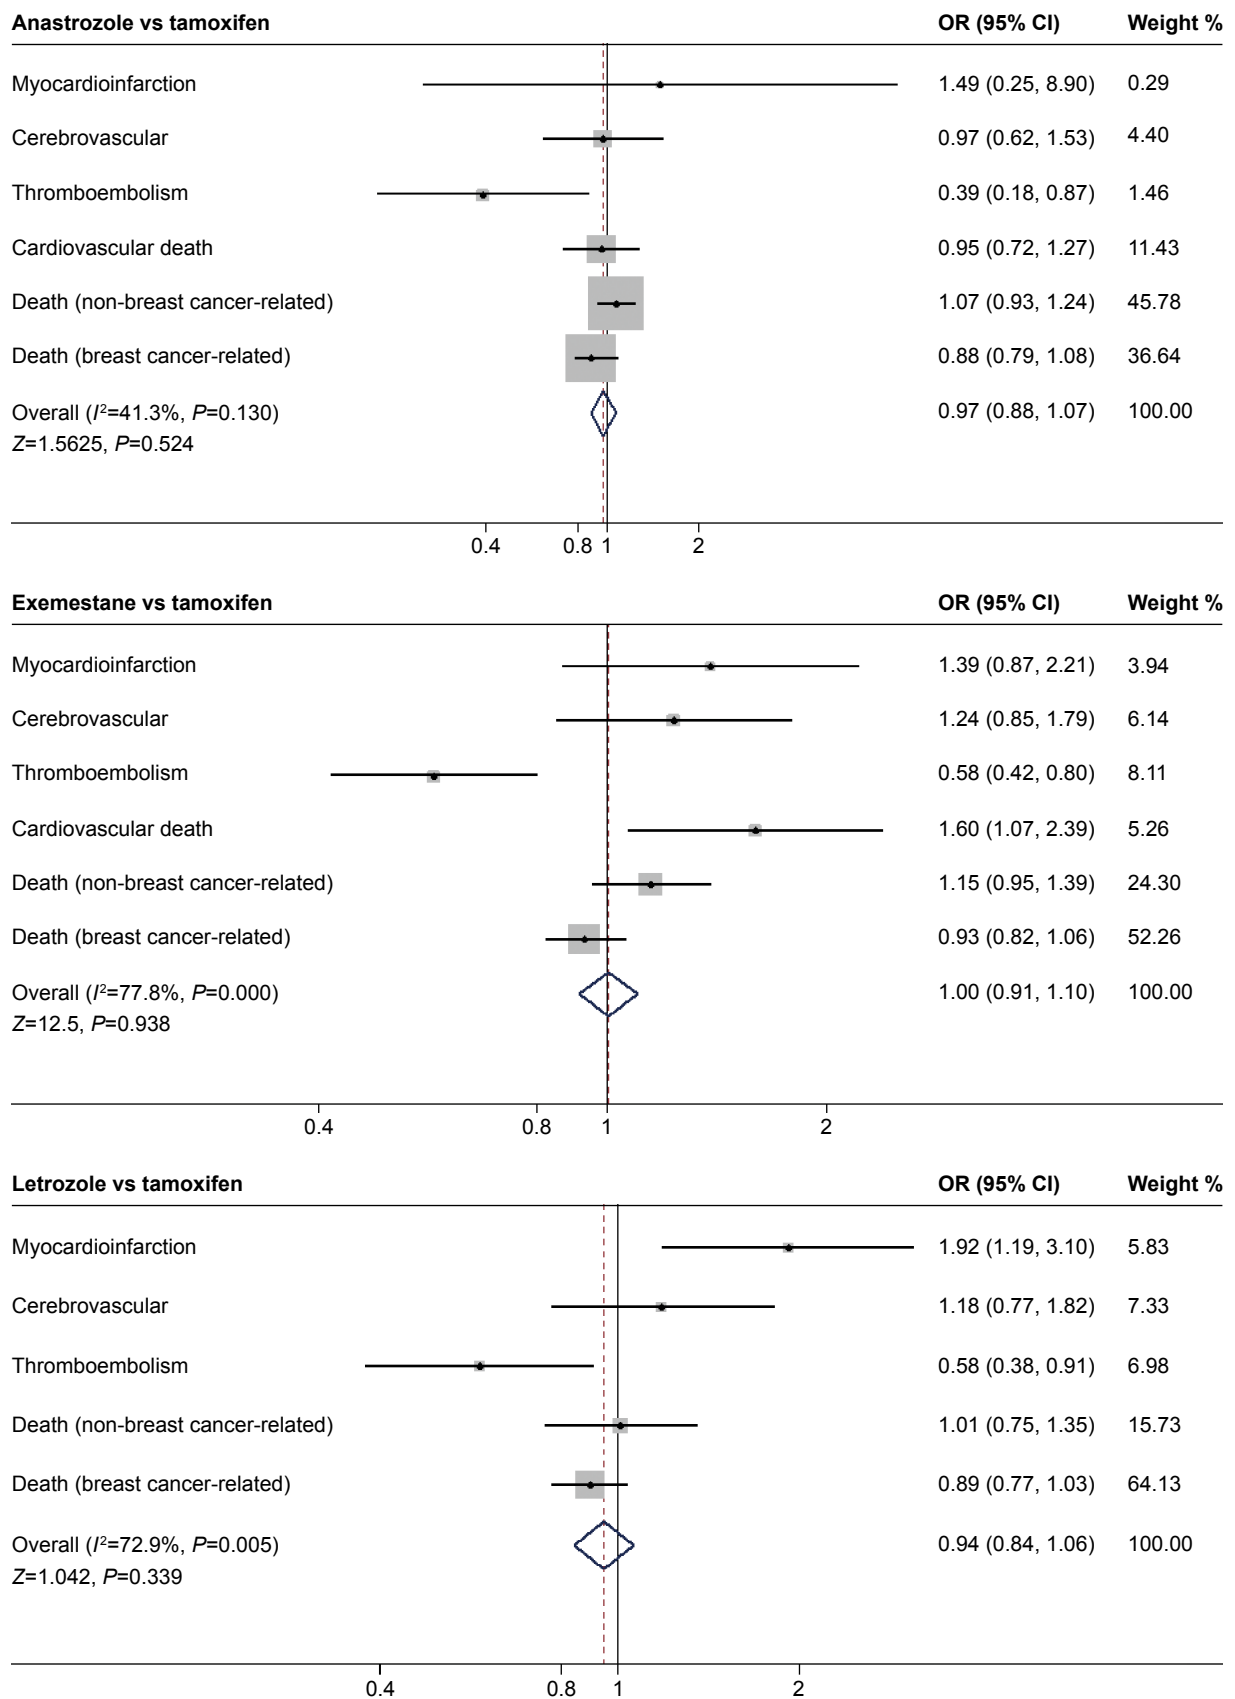 Anastrozole vs tamoxifen OR (95% CI) Weight %
Myocardioinfarction 1.49 (0.25, 8.90) 0.29
Cerebrovascular 0.97 (0.62, 1.53) 4.40
Thromboembolism 0.39 (0.18, 0.87) 1.46
Cardiovascular death 0.95 (0.72, 1.27) 11.43
Death (non-breast cancer-related) 1.07 (0.93, 1.24) 45.78
Death (breast cancer-related) 0.88 (0.79, 1.08) 36.64
Overall (I²=41.3%, P=0.130) 0.97 (0.88, 1.07) 100.00
Z=1.5625, P=0.524
0.4 0.8 1 2
Exemestane vs tamoxifen OR (95% CI) Weight %
Myocardioinfarction 1.39 (0.87, 2.21) 3.94
Cerebrovascular 1.24 (0.85, 1.79) 6.14
Thromboembolism 0.58 (0.42, 0.80) 8.11
Cardiovascular death 1.60 (1.07, 2.39) 5.26
Death (non-breast cancer-related) 1.15 (0.95, 1.39) 24.30
Death (breast cancer-related) 0.93 (0.82, 1.06) 52.26
Overall (I²=77.8%, P=0.000) 1.00 (0.91, 1.10) 100.00
Z=12.5, P=0.938
0.4 0.8 1 2
Letrozole vs tamoxifen OR (95% CI) Weight %
Myocardioinfarction 1.92 (1.19, 3.10) 5.83
Cerebrovascular 1.18 (0.77, 1.82) 7.33
Thromboembolism 0.58 (0.38, 0.91) 6.98
Death (non-breast cancer-related) 1.01 (0.75, 1.35) 15.73
Death (breast cancer-related) 0.89 (0.77, 1.03) 64.13
Overall (I²=72.9%, P=0.005) 0.94 (0.84, 1.06) 100.00
Z=1.042, P=0.339
0.4 0.8 1 2